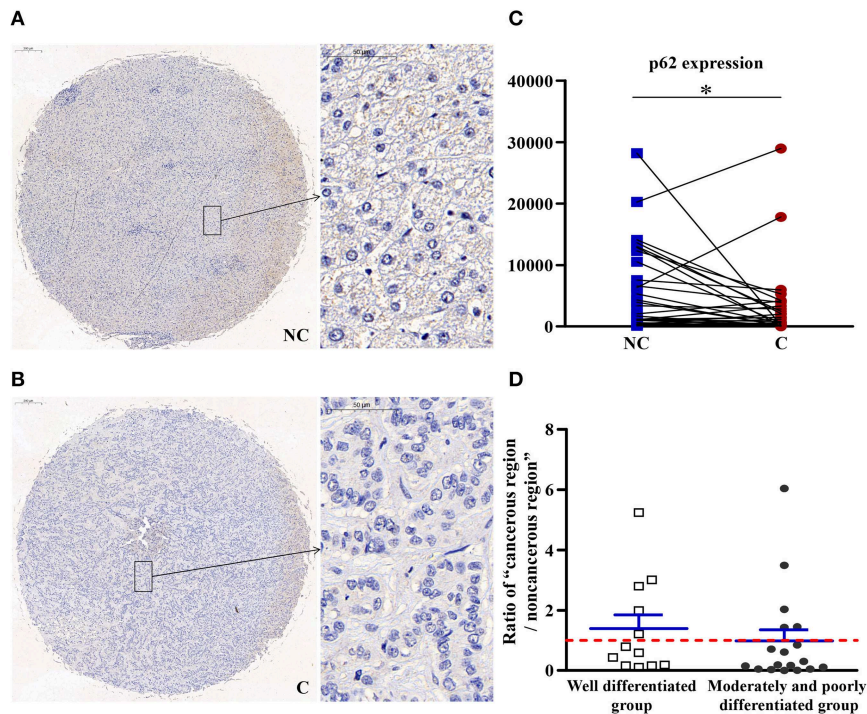 A
50 μm
NC
B
50 μm
C
C
p62 expression
*
40000
30000
20000
10000
0
NC
C
D
Ratio of “cancerous region
/ noncancerous region”
8
6
4
2
0
Well differentiated
group
Moderately and poorly
differentiated group